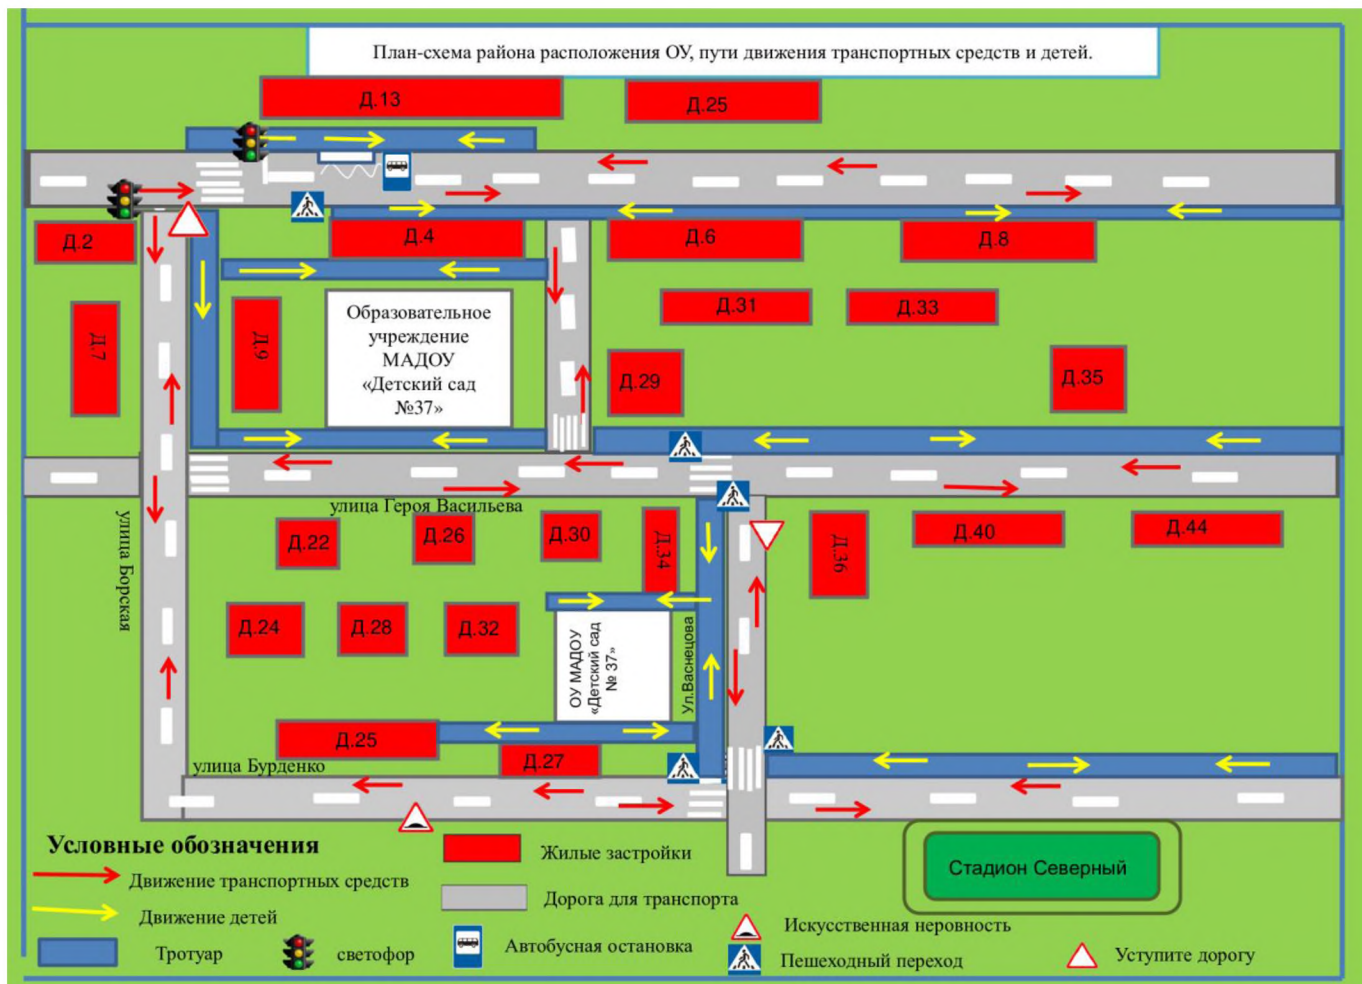 План-схема района расположения ОУ, пути движения транспортных средств и детей.
Д.13
Д.25
Д.2
Д.4
Д.6
Д.8
Д.7
Д.9
Образовательное
учреждение
МАДОУ
«Детский сад
№37»
Д.31
Д.33
Д.29
Д.35
улица Героя Васильева
улица Борская
Д.22
Д.26
Д.30
Д.34
Д.36
Д.40
Д.44
Д.24
Д.28
Д.32
ОУ МАДОУ
«Детский сад
№ 37»
Ул.Васнецова
Д.25
Д.27
улица Бурденко
Стадион Северный
Условные обозначения
Движение транспортных средств
Движение детей
Тротуар
светофор
Жилые застройки
Дорога для транспорта
Автобусная остановка
Искусственная неровность
Пешеходный переход
Уступите дорогу